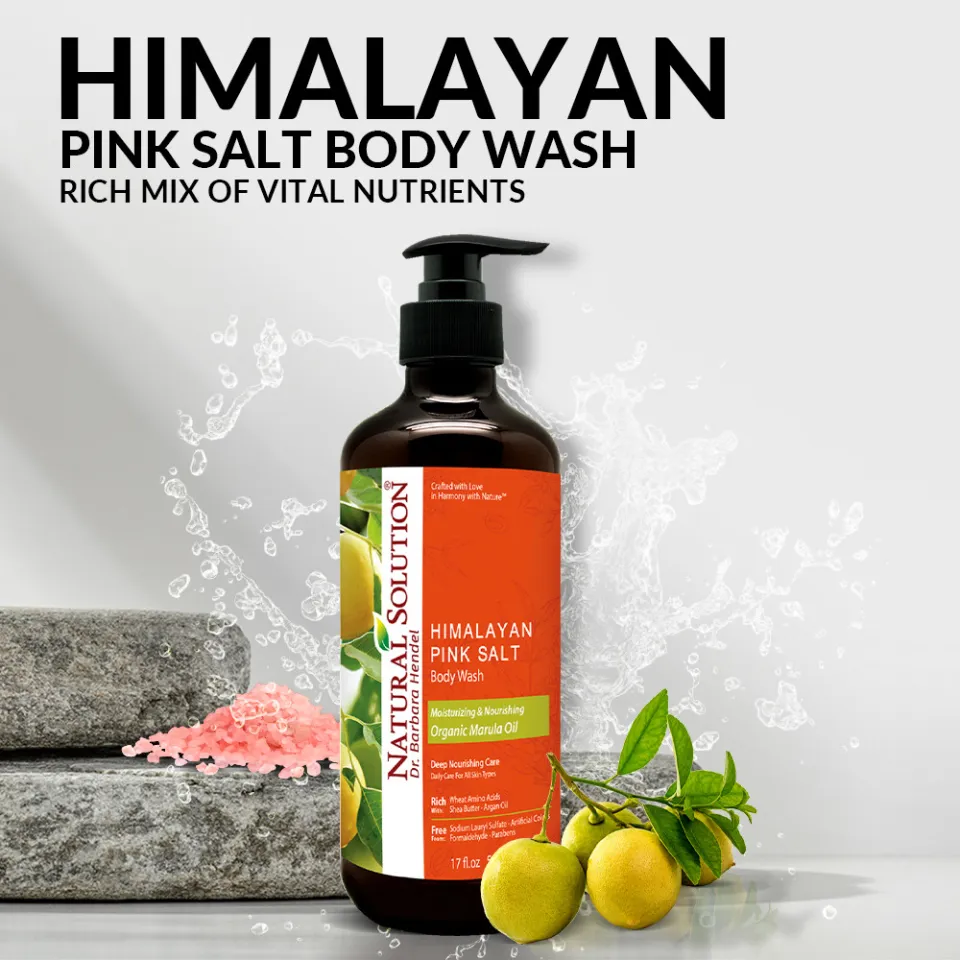 HIMALAYAN
PINK SALT BODY WASH
RICH MIX OF VITAL NUTRIENTS
NATURAL SOLUTION®
Dr. Barbara Hendel
Crafted with Love
in Harmony with Nature™
HIMALAYAN
PINK SALT
Body Wash
Moisturizing & Nourishing
Organic Marula Oil
Deep Nourishing Care
Daily Care For All Skin Types
Rich Wheat Amino Acids
With: Shea Butter - Argan Oil
Free Sodium Lauryl Sulfate - Artificial
From: Formaldehyde - Parabens
17 fl.oz